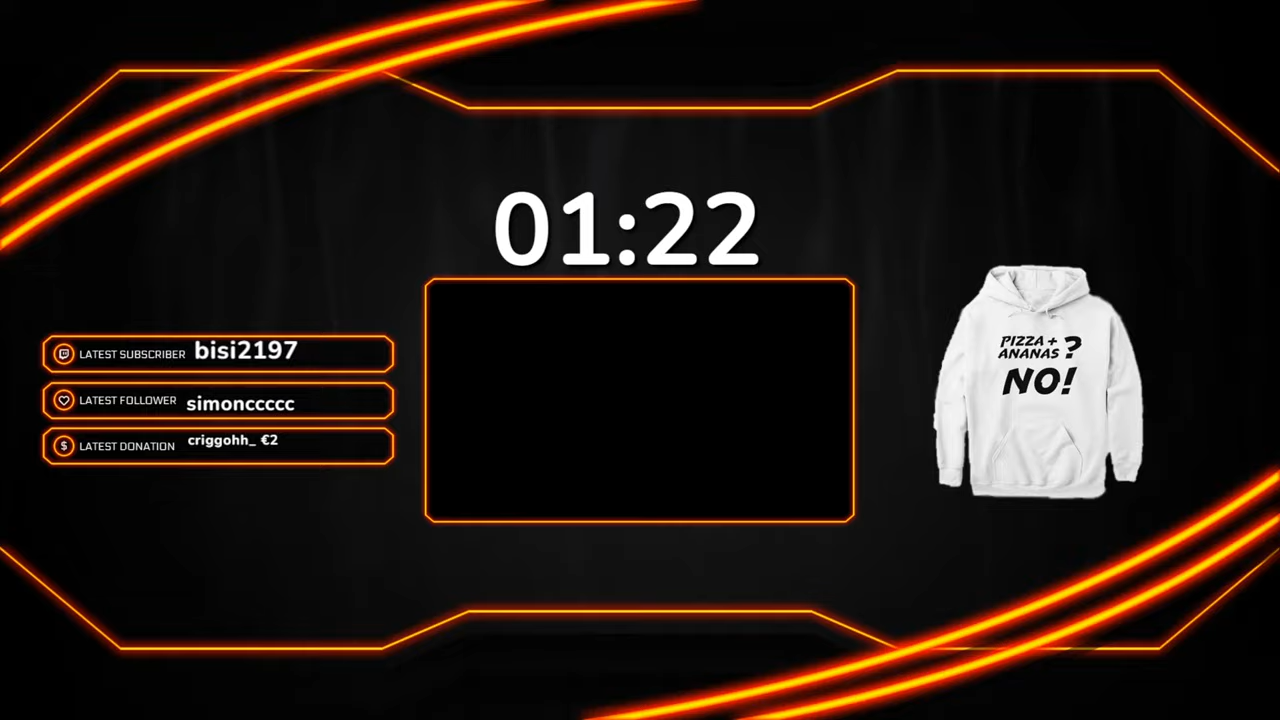 01:22
LATEST SUBSCRIBER bisi2197
LATEST FOLLOWER simonccccc
LATEST DONATION criggohh_ €2
$
PIZZA +
ANANAS ?
NO!